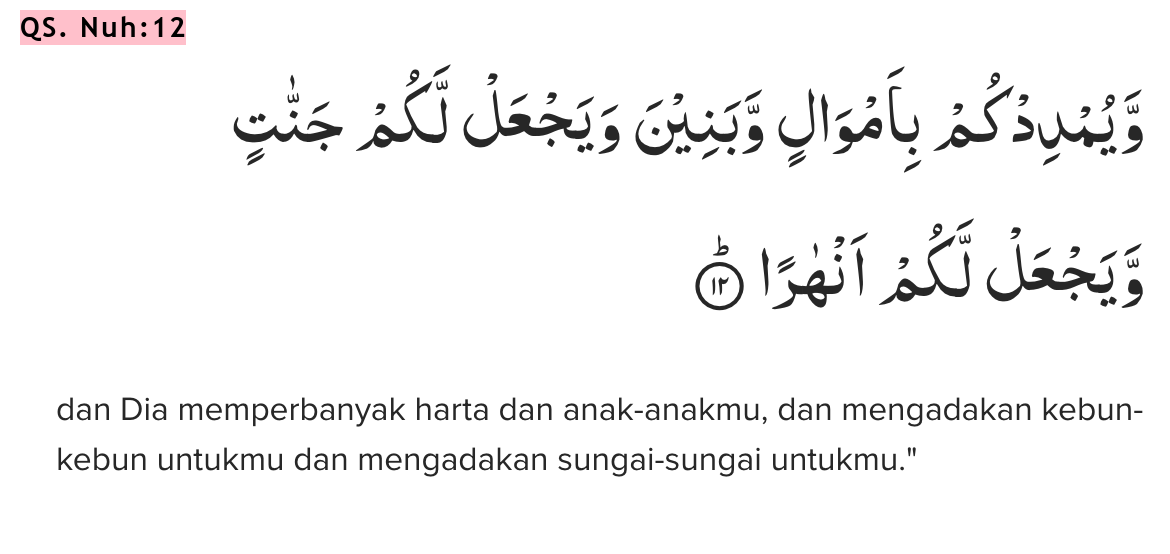 QS. Nuh:12
وَّيُمْدِدْكُمْ بِاَمْوَالٍ وَّبَنِيْنَ وَيَجْعَلْ لَّكُمْ جَنّٰتٍ
وَّيَجْعَلْ لَّكُمْ اَنْهٰرًا ۗ ١٢
dan Dia memperbanyak harta dan anak-anakmu, dan mengadakan kebun-
kebun untukmu dan mengadakan sungai-sungai untukmu."